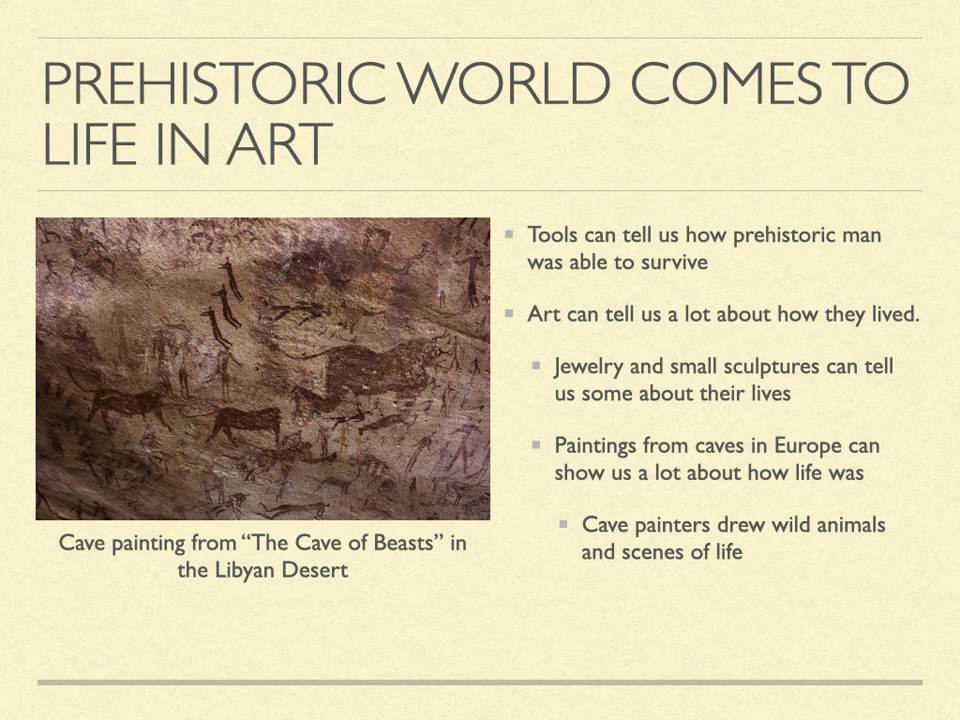 PREHISTORIC WORLD COMES TO
LIFE IN ART
Tools can tell us how prehistoric man
was able to survive
Art can tell us a lot about how they lived.
Jewelry and small sculptures can tell
us some about their lives
Paintings from caves in Europe can
show us a lot about how life was
Cave painters drew wild animals
and scenes of life
Cave painting from “The Cave of Beasts” in
the Libyan Desert